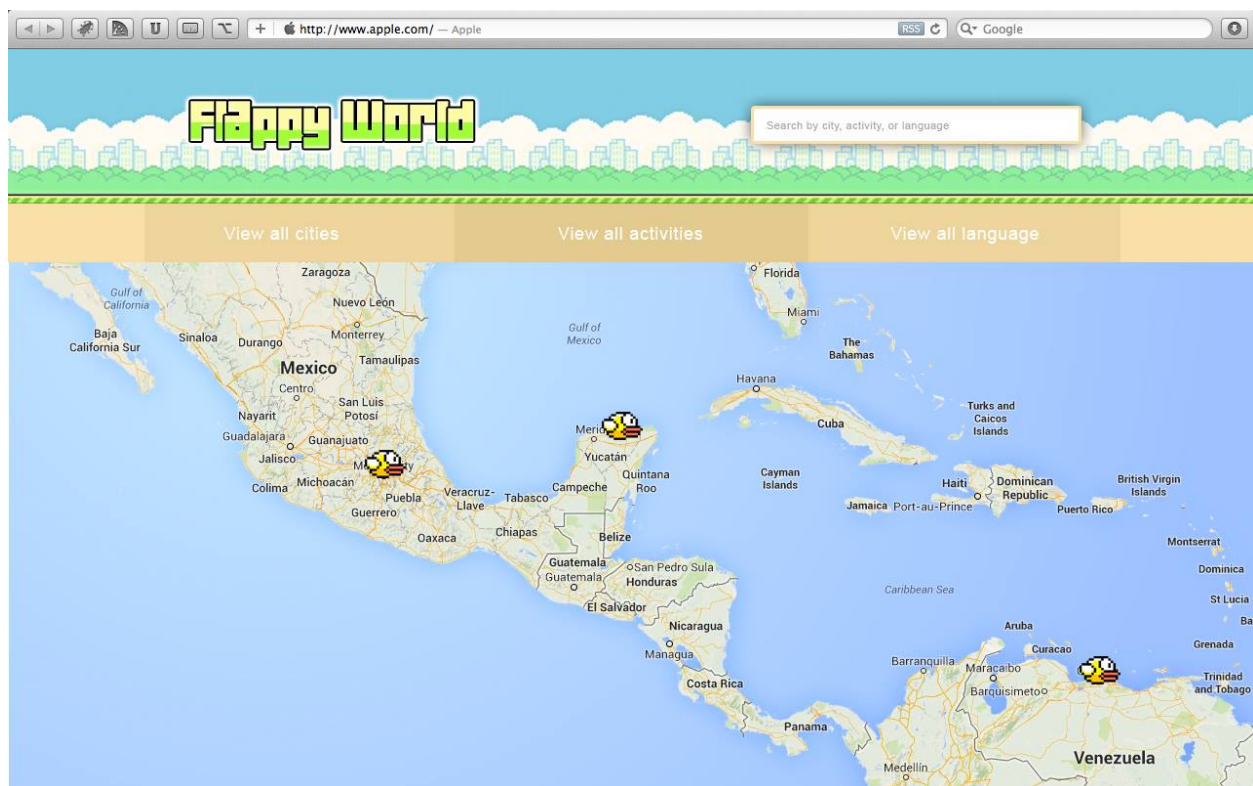 http://www.apple.com/ — Apple
RSS
Google
Flappy World
Search by city, activity, or language
View all cities
View all activities
View all language
Zaragoza
Florida
Gulf of
California
Nuevo León
Miami
Baja
California Sur
Sinaloa
Durango
Monterrey
Gulf of
Mexico
The
Bahamas
Mexico
Tamaulipas
Centro
Havana
San Luis
Potosí
Nayarit
Turks and
Caicos
Islands
Guadalajara
Guanajuato
Cuba
Jalisco
Yucatán
Colima
Michoacán
Quintana
Roo
Cayman
Islands
Haiti
Dominican
Republic
British Virgin
Islands
Puebla
Veracruz-
Llave
Tabasco
Campeche
Jamaica
Port-au-Prince
Puerto Rico
Guerrero
Oaxaca
Chiapas
Belize
Montserrat
Guatemala
San Pedro Sula
Dominica
Guatemala
Honduras
Caribbean Sea
El Salvador
St Lucia
Nicaragua
Aruba
Managua
Curacao
Grenada
Barranquilla
Maracaibo
Costa Rica
Barquisimeto
Trinidad
and Tobago
Panama
Medellín
Venezuela